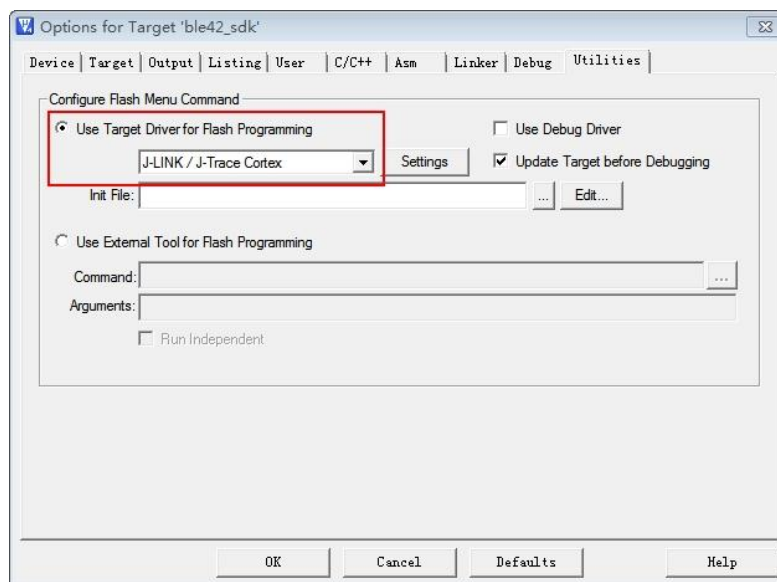 Options for Target 'ble42_sdk'
Device Target Output Listing User C/C++ Asm Linker Debug Utilities
Configure Flash Menu Command
Use Target Driver for Flash Programming Use Debug Driver
J-LINK / J-Trace Cortex Settings Update Target before Debugging
Init File: ... Edit...
Use External Tool for Flash Programming
Command: ...
Arguments:
Run Independent
OK Cancel Defaults Help